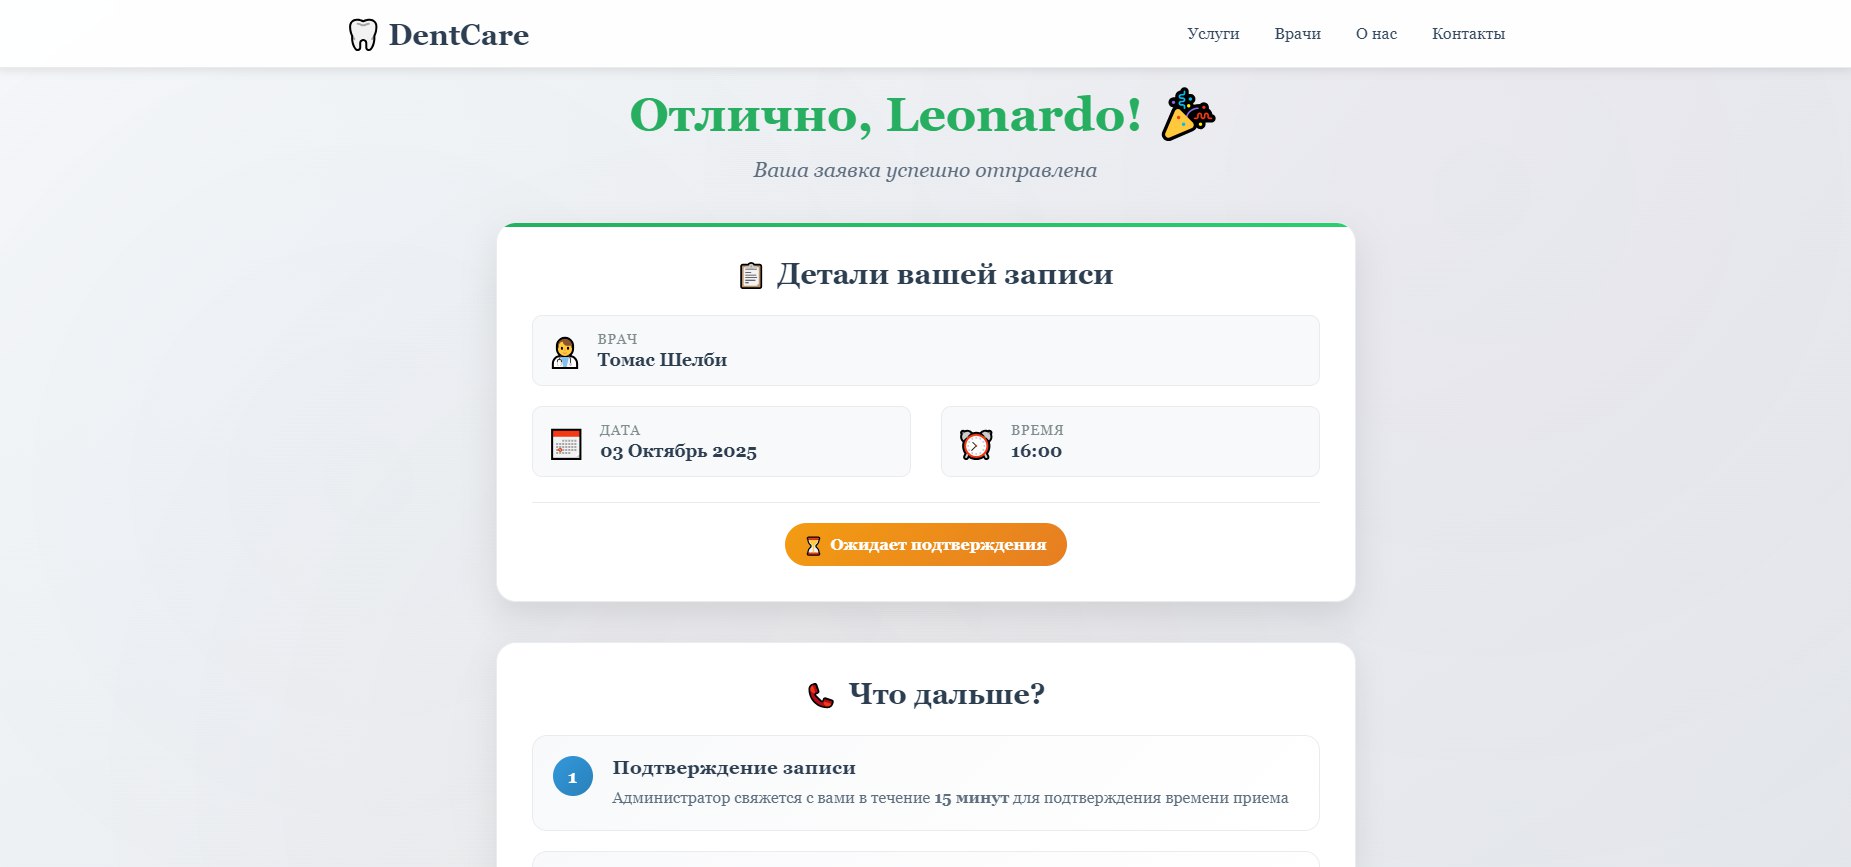 DentCare
Услуги Врачи О нас Контакты
Отлично, Leonardo!
Ваша заявка успешно отправлена
Детали вашей записи
ВРАЧ
Томас Шелби
ДАТА
03 Октябрь 2025
ВРЕМЯ
16:00
Ожидает подтверждения
Что дальше?
1
Подтверждение записи
Администратор свяжется с вами в течение 15 минут для подтверждения времени приема